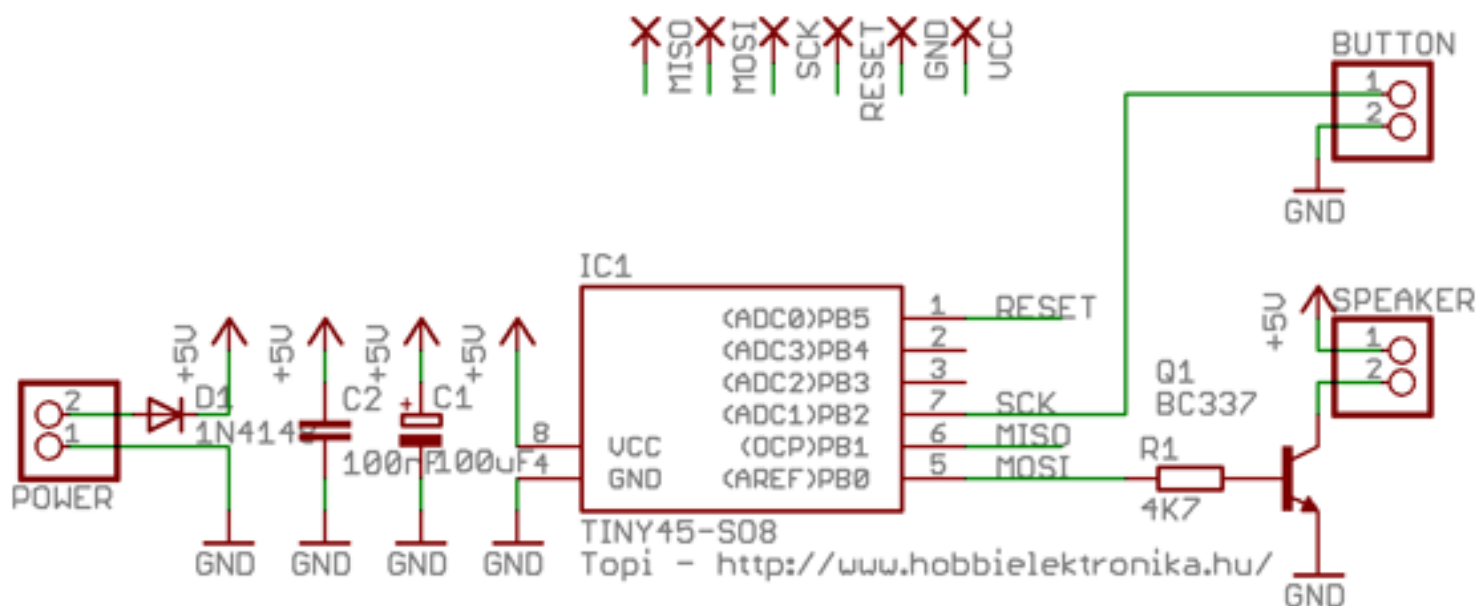 MISO
MOSI
SCK
RESET
GND
VCC
BUTTON
1
2
GND
IC1
(ADC0)PB5 1 RESET
(ADC3)PB4 2
(ADC2)PB3 3
(ADC1)PB2 7 SCK
(OCP)PB1 6 MISO
(AREF)PB0 5 MOSI
8 VCC
4 GND
TINY45-SO8
Topi - http://www.hobbielektronika.hu/
+5V
+5V
+5V
+5V
2
1
POWER
D1
1N4148
C2
100nF
C1
+
100uF
GND
GND
GND
GND
+5V
SPEAKER
1
2
Q1
BC337
R1
4K7
GND